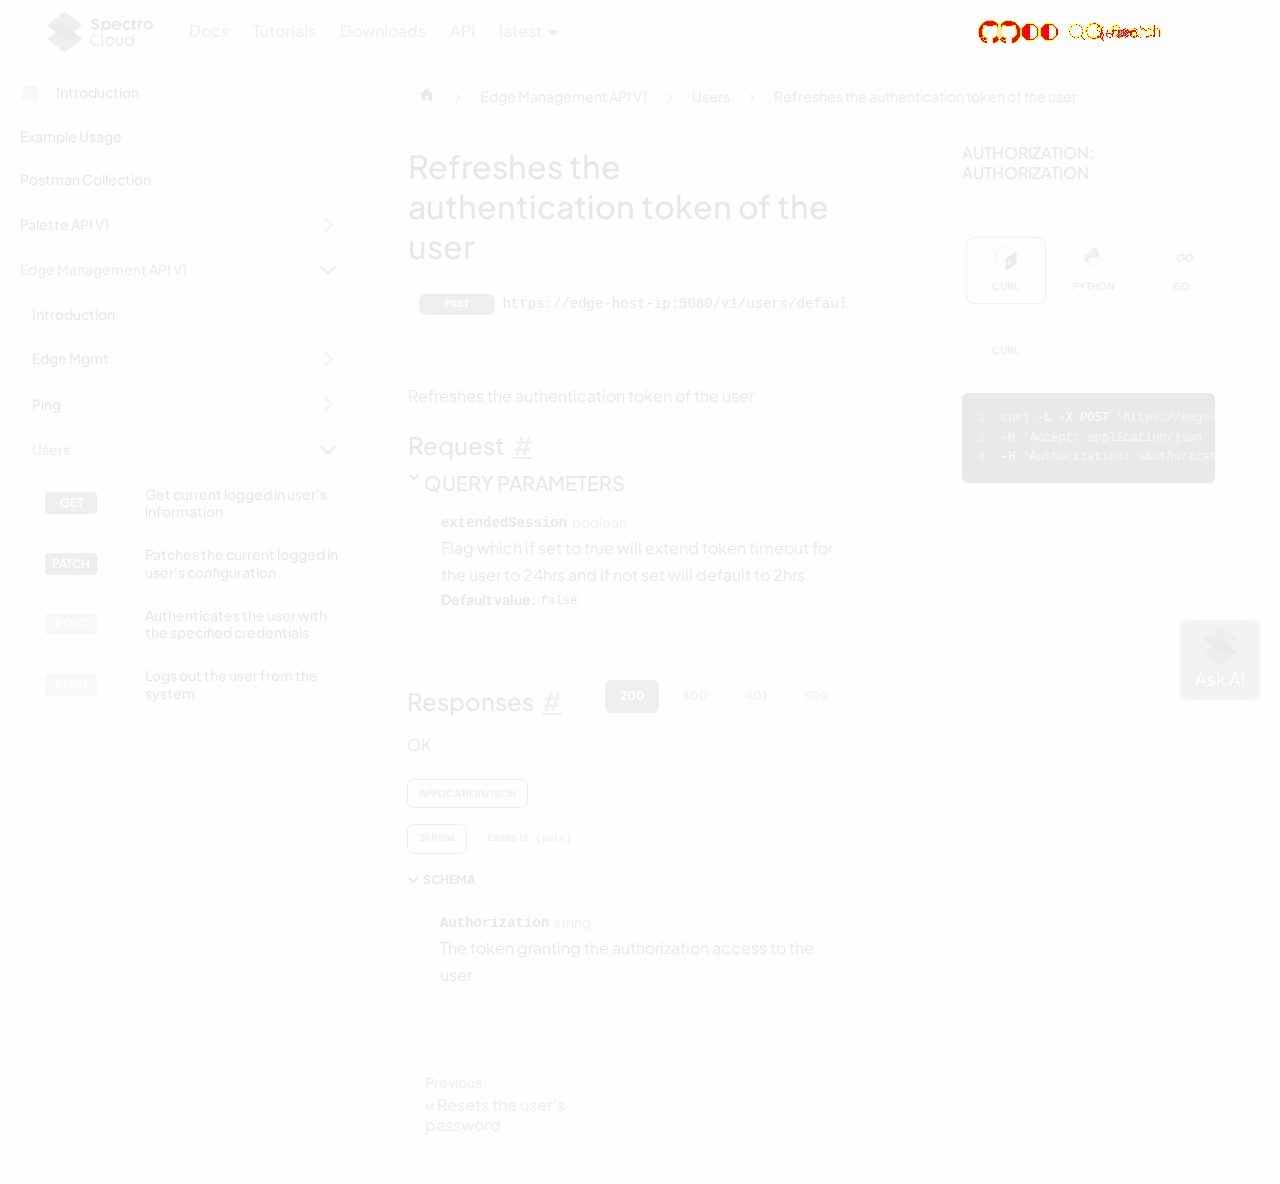 Spectro
Cloud
Docs
Tutorials
Downloads
API
latest
Introduction
Example Usage
Postman Collection
Palette API V1
Edge Management API V1
Introduction
Edge Mgmt
Ping
Users
GET
Get current logged in user's
information
PATCH
Patches the current logged in
user's configuration
POST
Authenticates the user with
the specified credentials
POST
Logs out the user from the
system
Edge Management API V1
Users
Refreshes the authentication token of the user
Refreshes the
authentication token of the
user
POST
https://edge-host-ip:5080/v1/users/defaul
Refreshes the authentication token of the user
Request #
QUERY PARAMETERS
extendedSession boolean
Flag which if set to true will extend token timeout for
the user to 24hrs and if not set will default to 2hrs
Default value: false
Responses #
200
400
401
500
OK
APPLICATION/JSON
Schema
Example (auto)
SCHEMA
Authorization string
The token granting the authorization access to the
user
Previous
« Resets the user's
password
AUTHORIZATION:
AUTHORIZATION
CURL
PYTHON
-GO
GO
CURL
1 curl -L -X POST 'https://edge-
2 -H 'Accept: application/json'
3 -H 'Authorization: <Authorizat
Ask AI